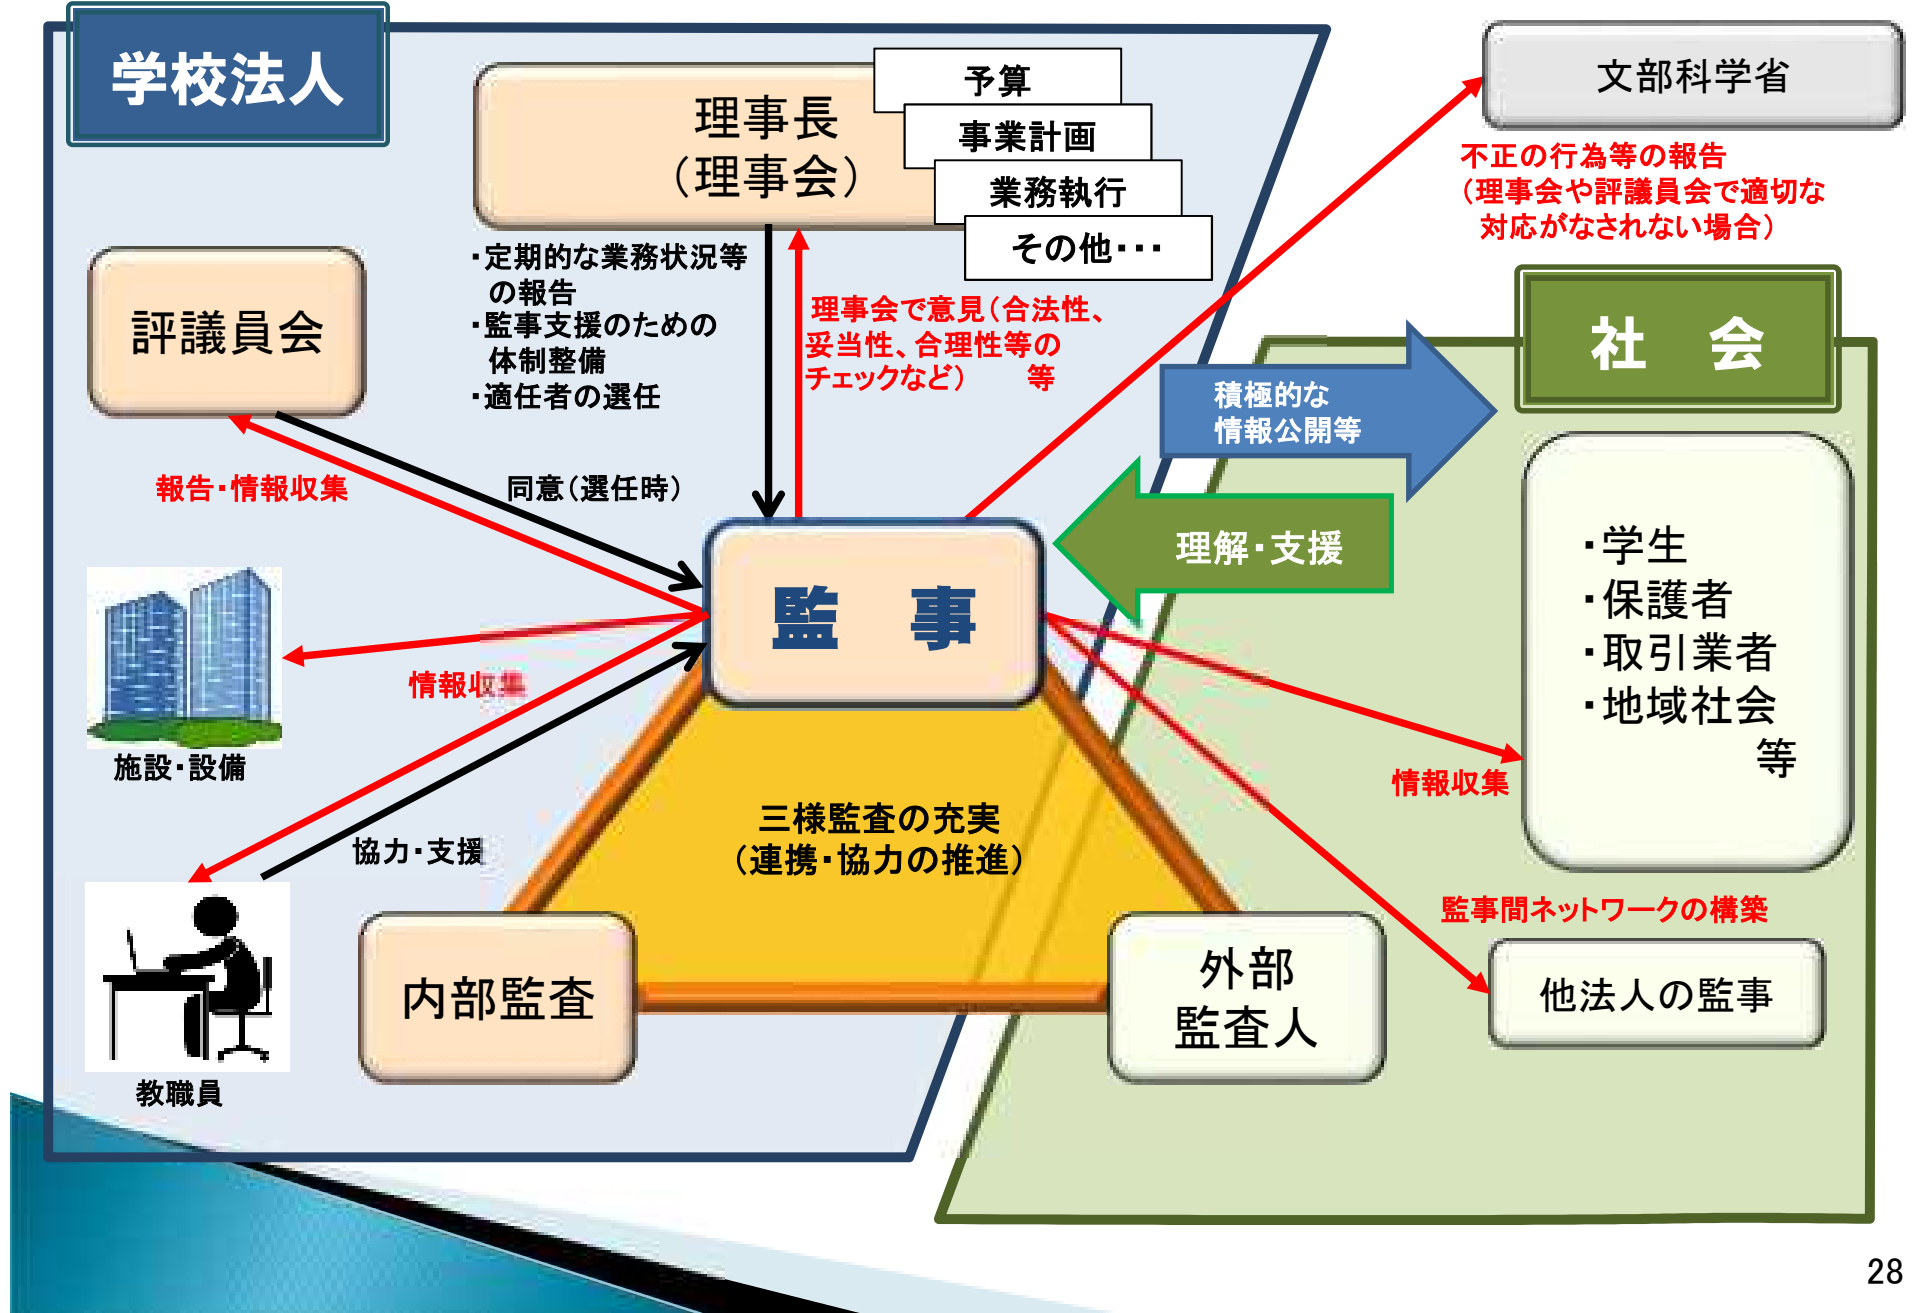 学校法人
理事長
（理事会）
予算
事業計画
業務執行
その他・・・
文部科学省
不正の行為等の報告
（理事会や評議員会で適切な
対応がなされない場合）
評議員会
・定期的な業務状況等
の報告
・監事支援のための
体制整備
・適任者の選任
理事会で意見（合法性、
妥当性、合理性等の
チェックなど）　　等
社　会
積極的な
情報公開等
報告・情報収集
同意（選任時）
理解・支援
監　事
・学生
・保護者
・取引業者
・地域社会
等
情報収集
施設・設備
情報収集
三様監査の充実
（連携・協力の推進）
協力・支援
監事間ネットワークの構築
内部監査
外部
監査人
他法人の監事
教職員
28